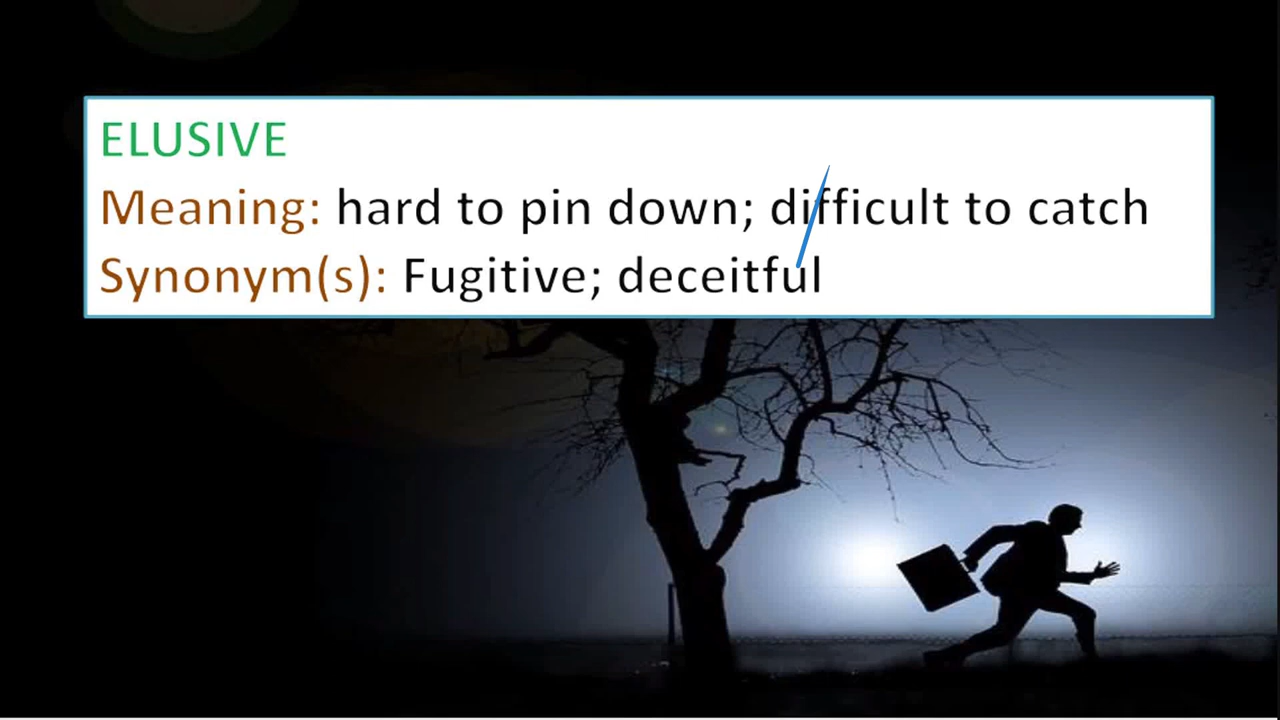 ELUSIVE
Meaning: hard to pin down; difficult to catch
Synonym(s): Fugitive; deceitful